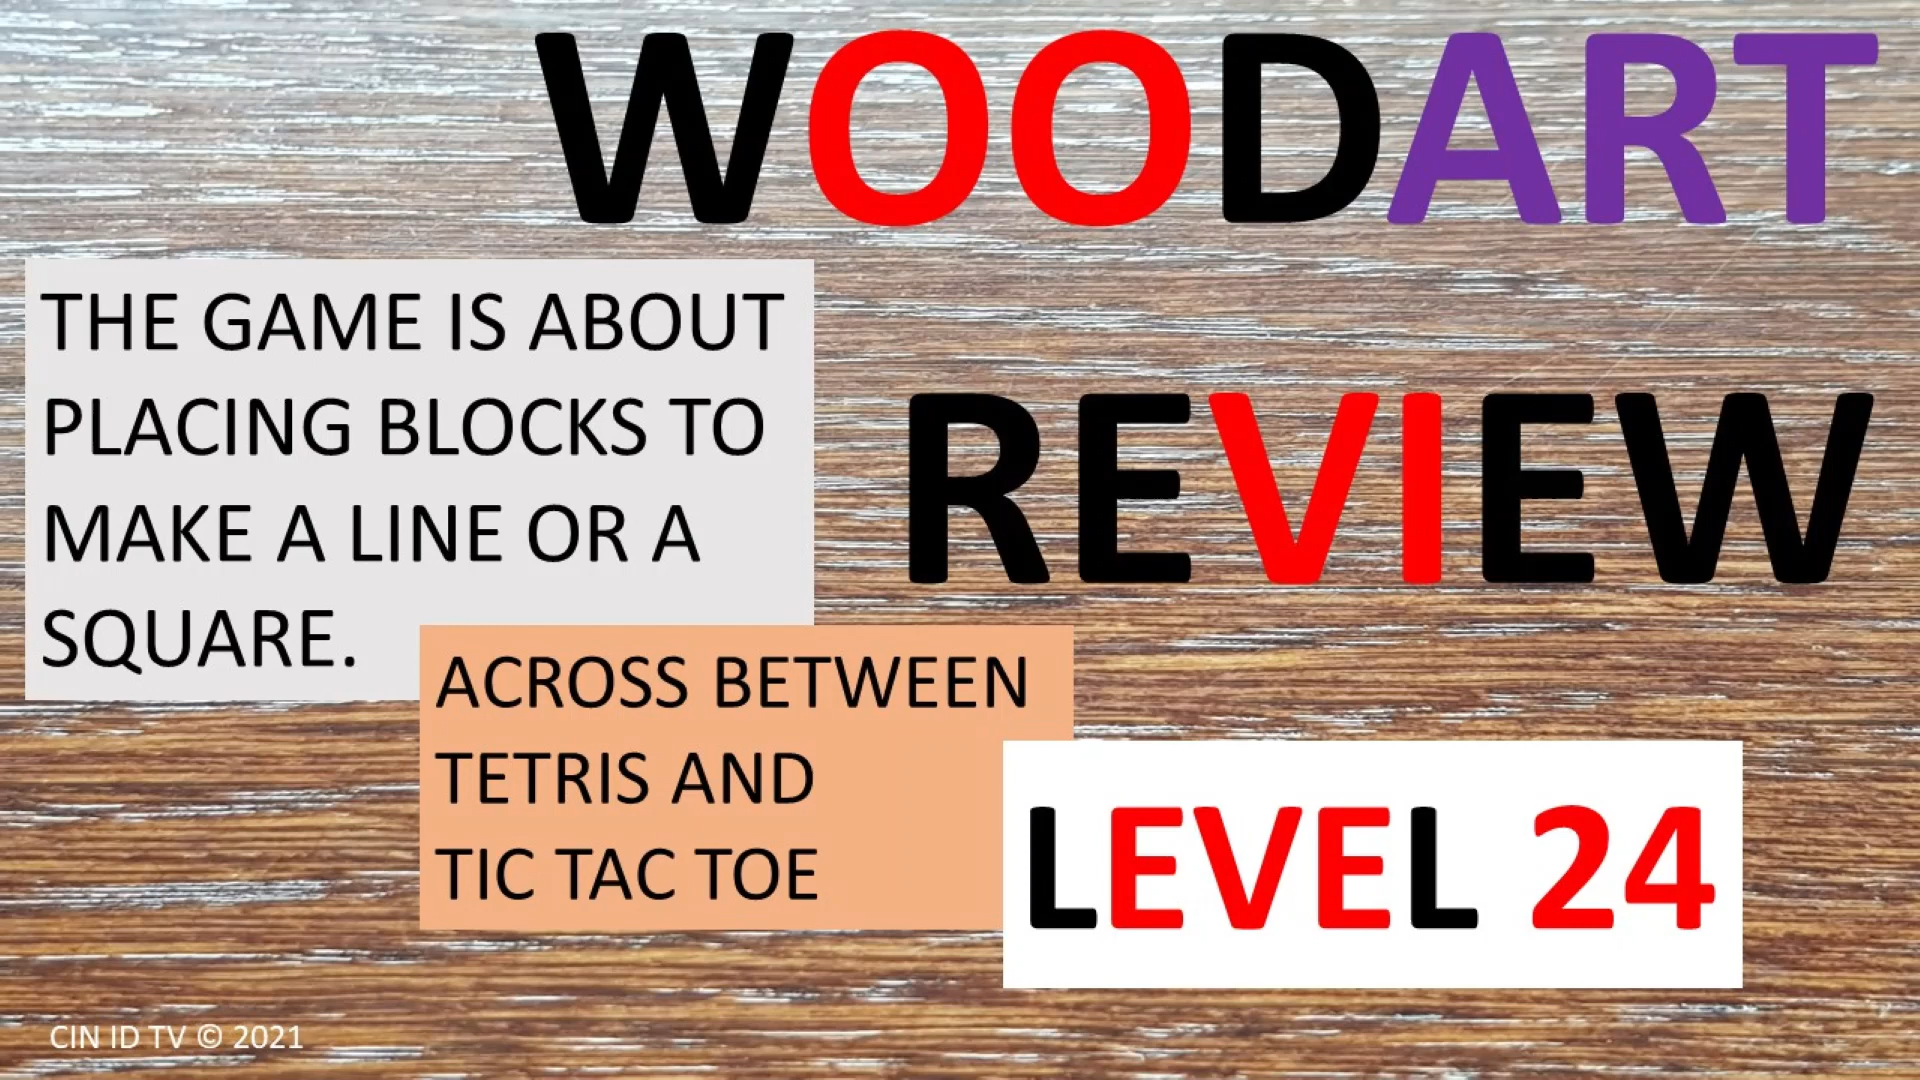 WOODART
THE GAME IS ABOUT
PLACING BLOCKS TO
MAKE A LINE OR A
SQUARE.
REVIEW
ACROSS BETWEEN
TETRIS AND
TIC TAC TOE
LEVEL 24
CIN ID TV © 2021